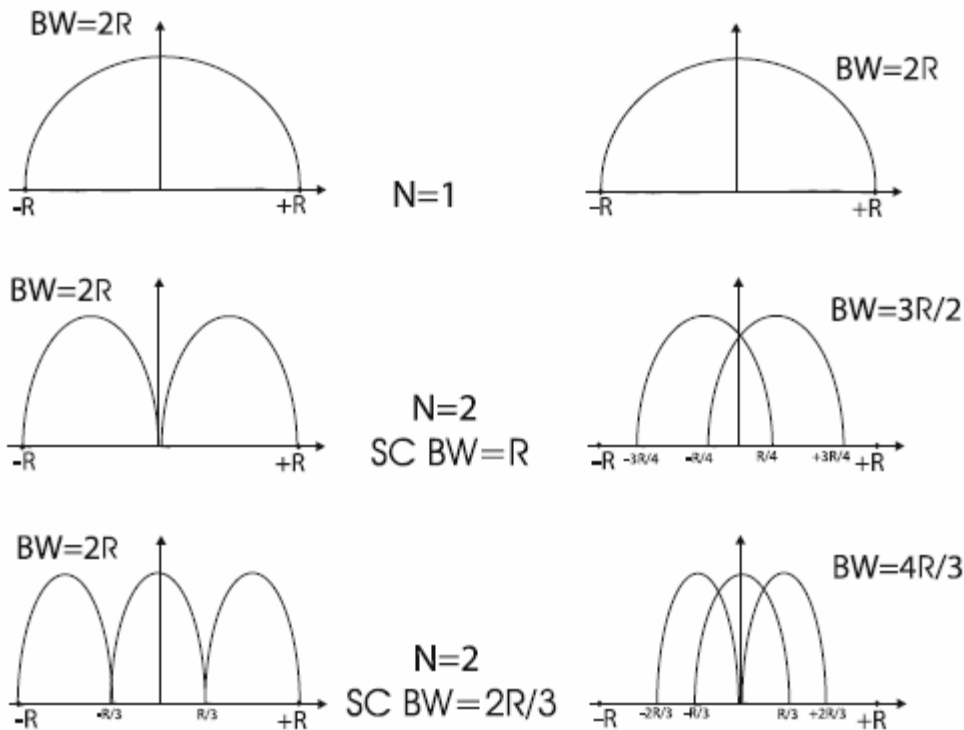 BW=2R
BW=2R
N=1
-R +R
-R +R
BW=2R
BW=3R/2
N=2
SC BW=R
-R +R
-R -3R/4 -R/4 R/4 +3R/4 +R
BW=2R
BW=4R/3
N=2
SC BW=2R/3
-R -R/3 R/3 +R
-R -2R/3 -R/3 R/3 +2R/3 +R